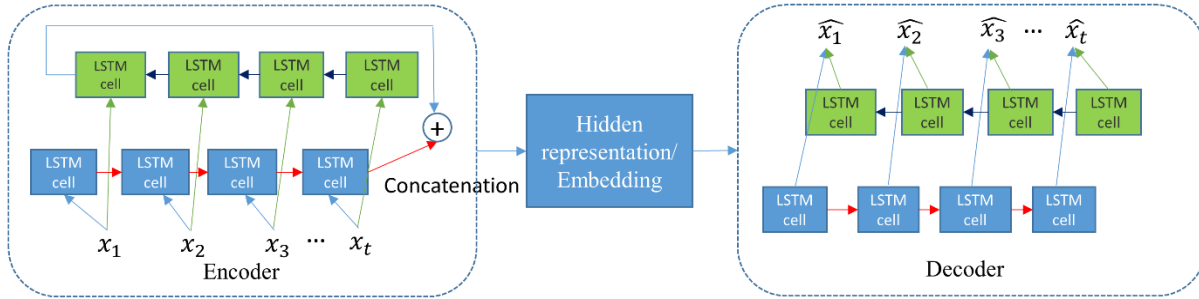 LSTM cell LSTM cell LSTM cell LSTM cell
+
LSTM cell LSTM cell LSTM cell LSTM cell
Concatenation
x₁ x₂ x₃ ⋯ xₜ
Encoder
Hidden
representation/
Embedding
x̂₁ x̂₂ x̂₃ ⋯ x̂ₜ
LSTM cell LSTM cell LSTM cell LSTM cell
LSTM cell LSTM cell LSTM cell LSTM cell
Decoder